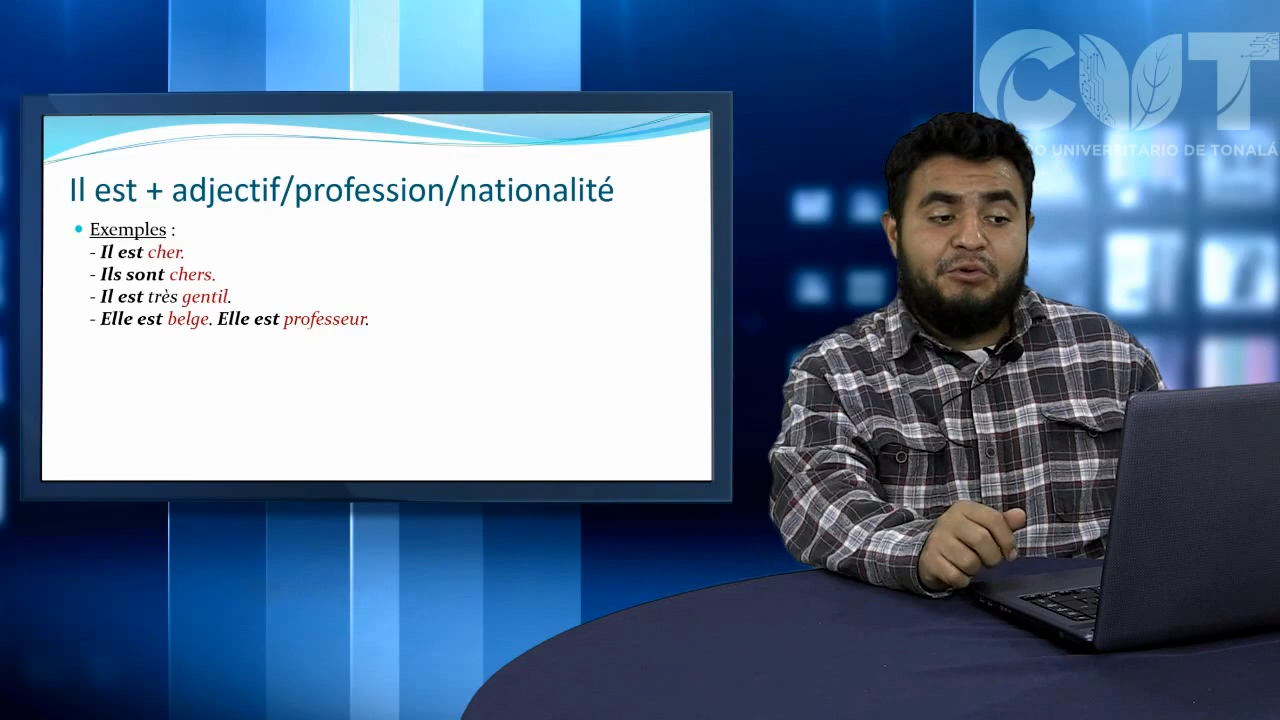 CUT
UNIVERSITARIO DE TONALÁ
Il est + adjectif/profession/nationalité
Exemples :
- Il est cher.
- Ils sont chers.
- Il est très gentil.
- Elle est belge. Elle est professeur.